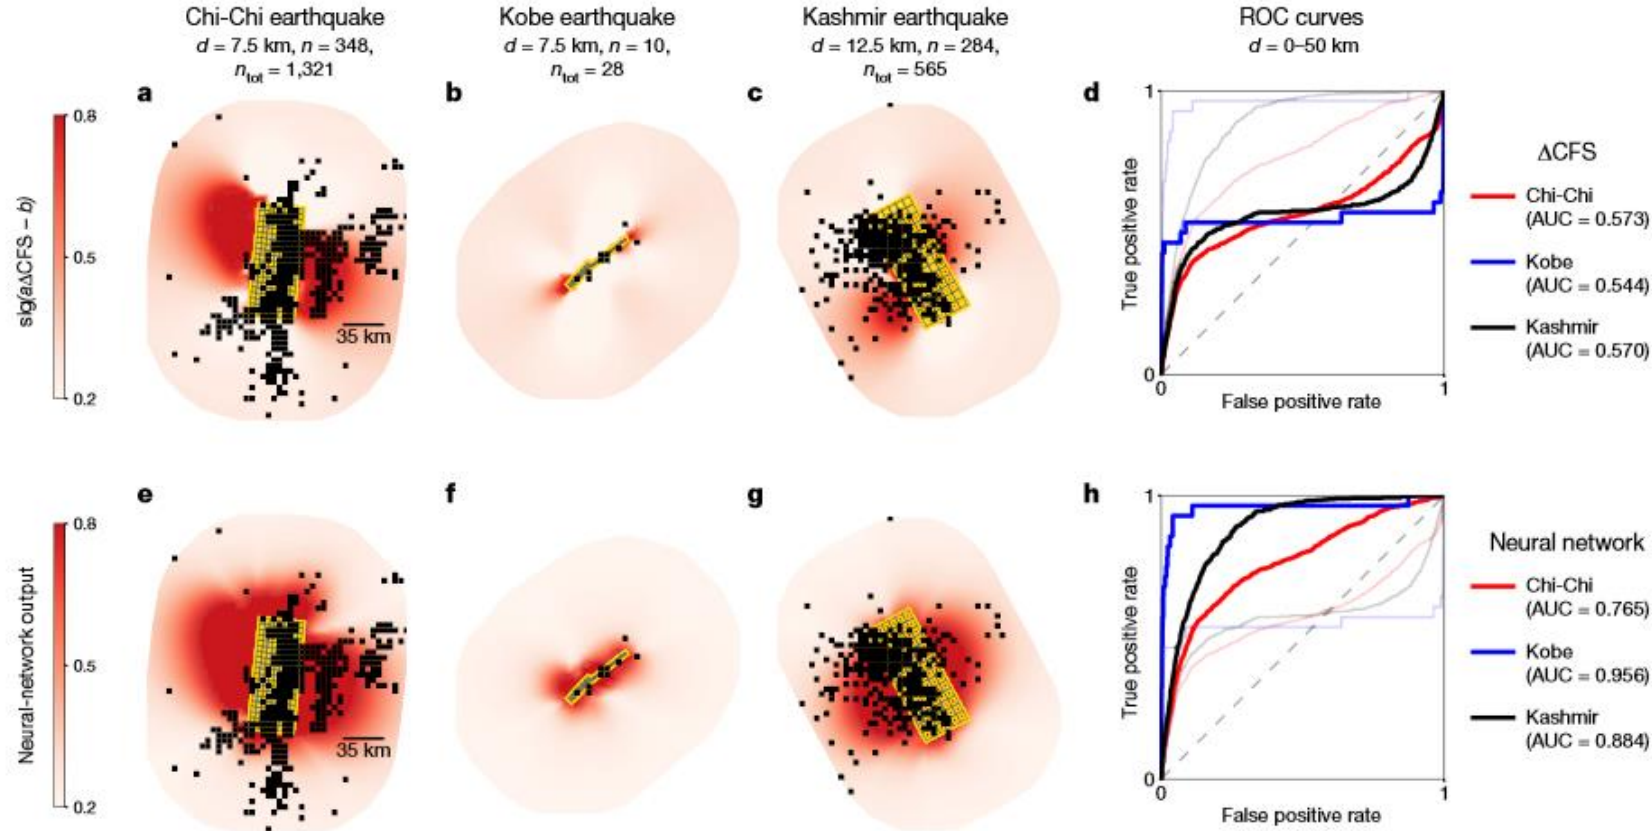 Chi-Chi earthquake
d = 7.5 km, n = 348,
n_tot = 1,321
Kobe earthquake
d = 7.5 km, n = 10,
n_tot = 28
Kashmir earthquake
d = 12.5 km, n = 284,
n_tot = 565
ROC curves
d = 0–50 km
a
b
c
d
0.8
0.5
0.2
sig(aΔCFS – b)
35 km
1
True positive rate
0
0
1
False positive rate
ΔCFS
Chi-Chi
(AUC = 0.573)
Kobe
(AUC = 0.544)
Kashmir
(AUC = 0.570)
e
f
g
h
0.8
0.5
0.2
Neural-network output
35 km
1
True positive rate
0
0
1
False positive rate
Neural network
Chi-Chi
(AUC = 0.765)
Kobe
(AUC = 0.956)
Kashmir
(AUC = 0.884)